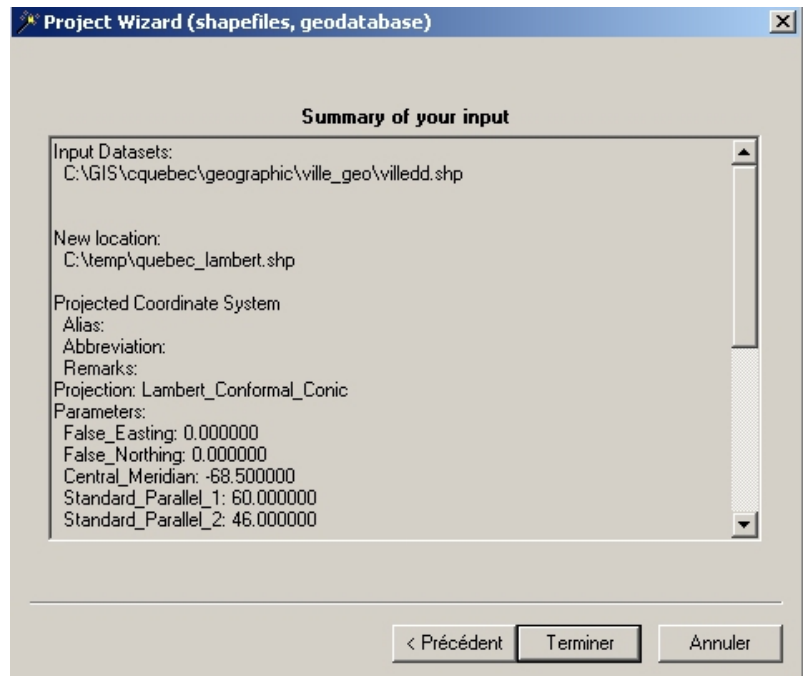 Project Wizard (shapefiles, geodatabase)
Summary of your input
Input Datasets:
C:\GIS\cquebec\geographic\ville_geo\villedd.shp
New location:
C:\temp\quebec_lambert.shp
Projected Coordinate System
Alias:
Abbreviation:
Remarks:
Projection: Lambert_Conformal_Conic
Parameters:
False_Easting: 0.000000
False_Northing: 0.000000
Central_Meridian: -68.500000
Standard_Parallel_1: 60.000000
Standard_Parallel_2: 46.000000
< Précédent Terminer Annuler